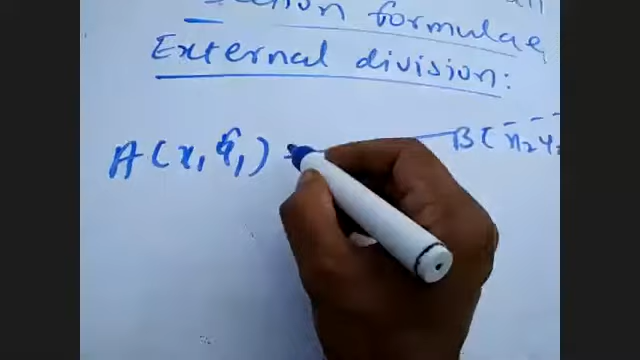 formulae,
External division:
A(x₁ y₁) B(x₂ y₂